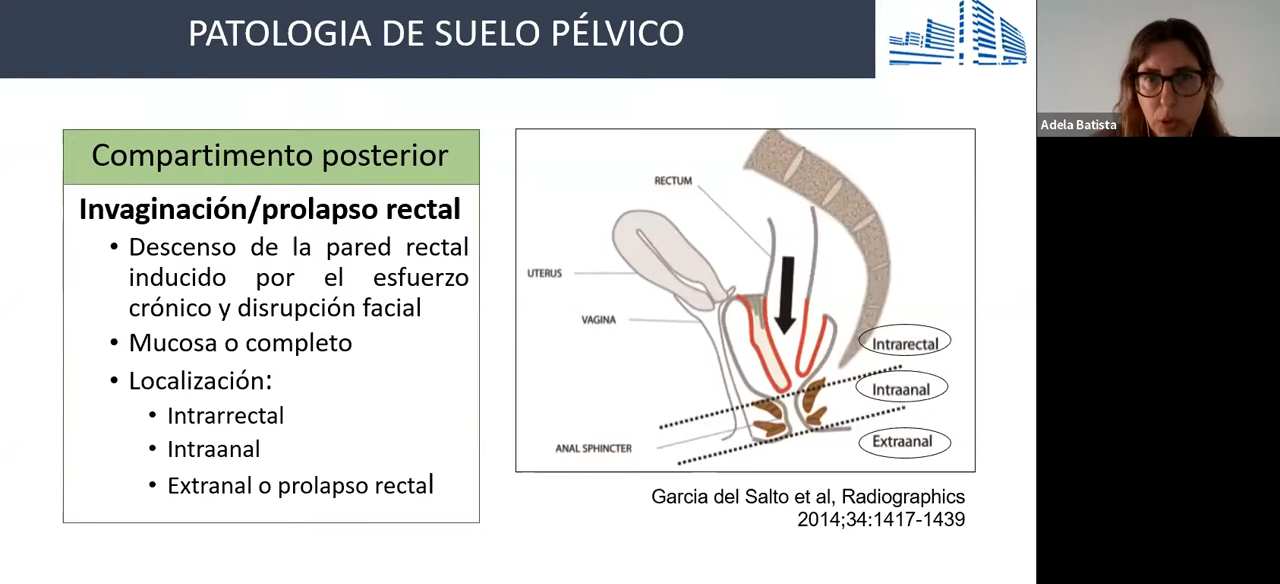 PATOLOGIA DE SUELO PÉLVICO
Adela Batista
Compartimento posterior
Invaginación/prolapso rectal
• Descenso de la pared rectal
inducido por el esfuerzo
crónico y disrupción facial
• Mucosa o completo
• Localización:
• Intrarrectal
• Intraanal
• Extranal o prolapso rectal
RECTUM
UTERUS
VAGINA
ANAL SPHINCTER
Intrarectal
Intraanal
Extraanal
Garcia del Salto et al, Radiographics
2014;34:1417-1439